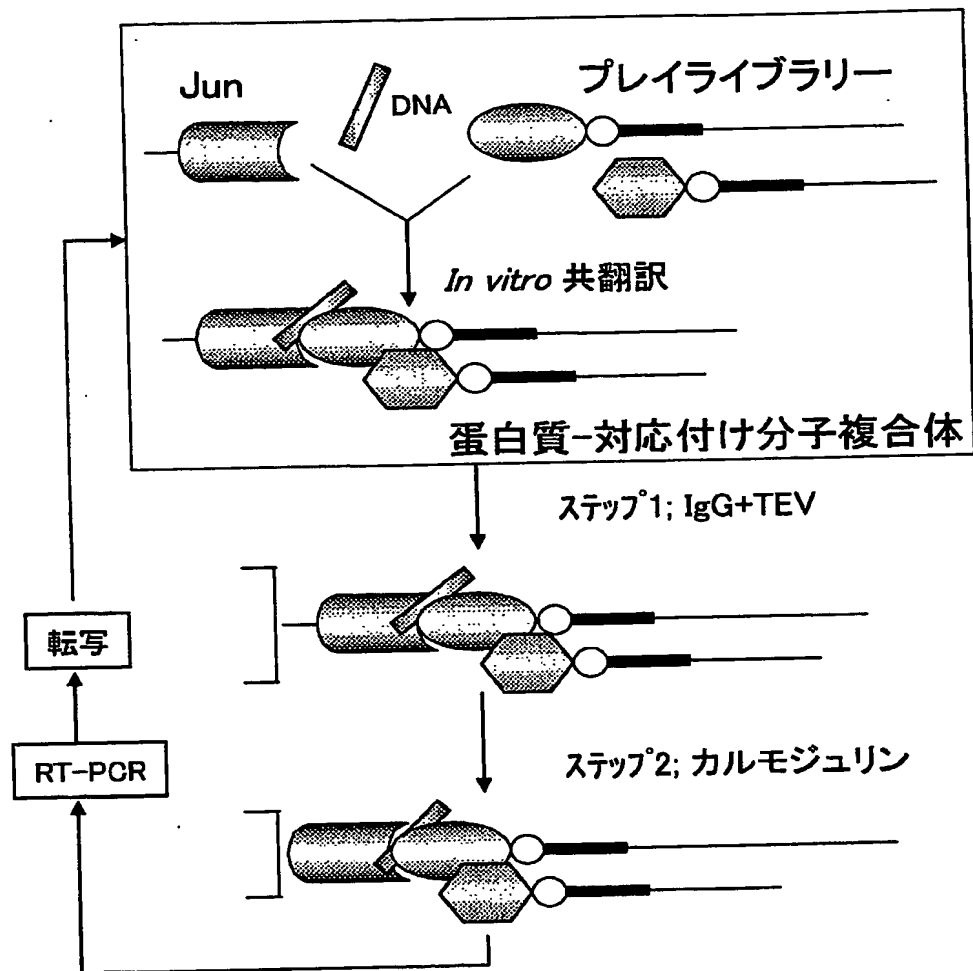 Jun
DNA
プレイライブラリー
In vitro 共翻訳
蛋白質-対応付け分子複合体
ステップ1; IgG+TEV
転写
RT-PCR
ステップ2; カルモジュリン